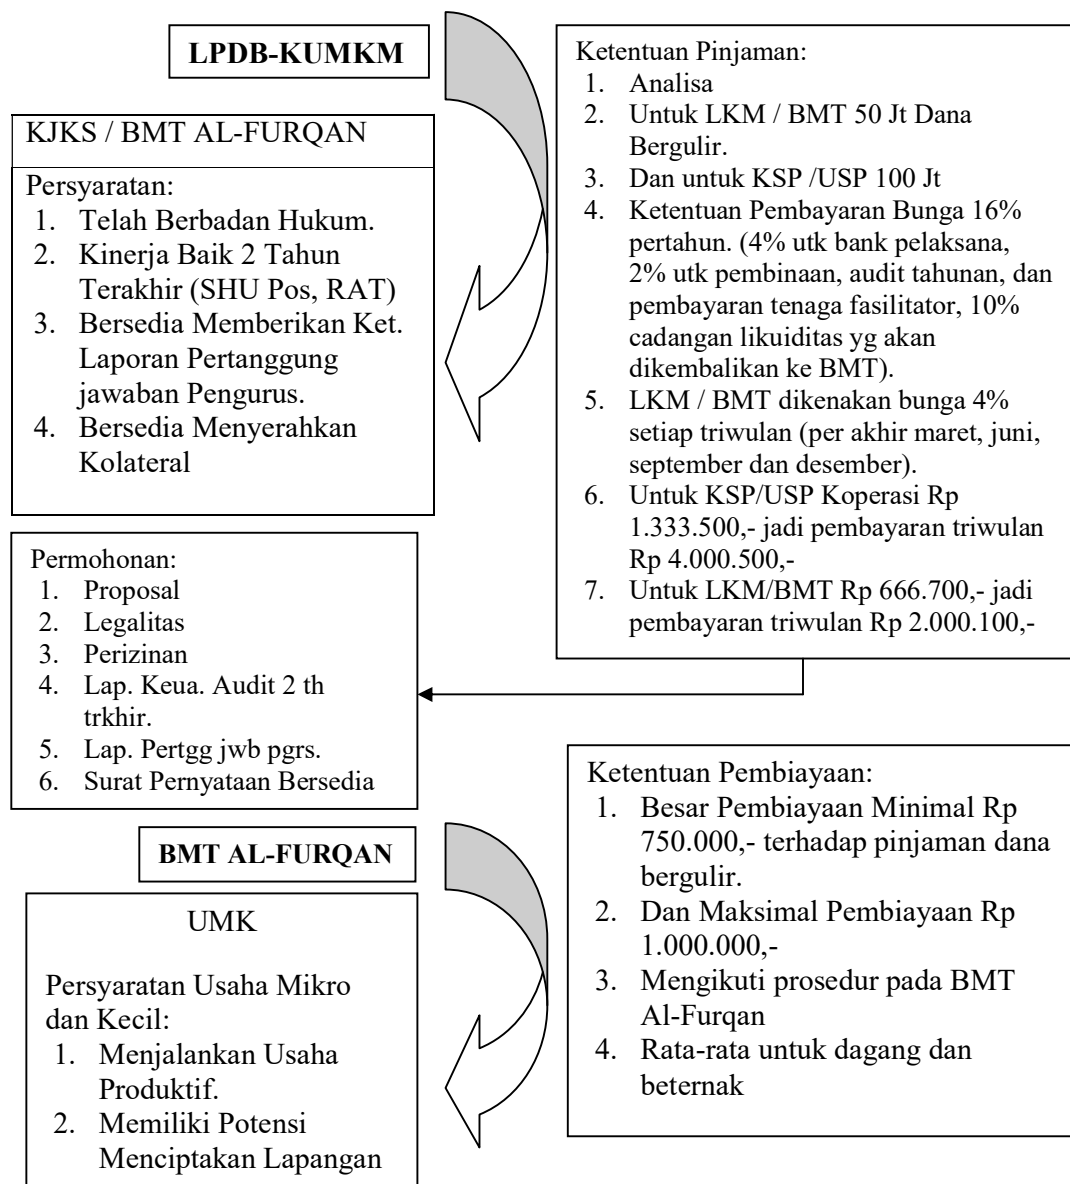 LPDB-KUMKM
KJKS / BMT AL-FURQAN
Persyaratan:
1. Telah Berbadan Hukum.
2. Kinerja Baik 2 Tahun
Terakhir (SHU Pos, RAT)
3. Bersedia Memberikan Ket.
Laporan Pertanggung
jawaban Pengurus.
4. Bersedia Menyerahkan
Kolateral
Ketentuan Pinjaman:
1. Analisa
2. Untuk LKM / BMT 50 Jt Dana
Bergulir.
3. Dan untuk KSP /USP 100 Jt
4. Ketentuan Pembayaran Bunga 16%
pertahun. (4% utk bank pelaksana,
2% utk pembinaan, audit tahunan, dan
pembayaran tenaga fasilitator, 10%
cadangan likuiditas yg akan
dikembalikan ke BMT).
5. LKM / BMT dikenakan bunga 4%
setiap triwulan (per akhir maret, juni,
september dan desember).
6. Untuk KSP/USP Koperasi Rp
1.333.500,- jadi pembayaran triwulan
Rp 4.000.500,-
7. Untuk LKM/BMT Rp 666.700,- jadi
pembayaran triwulan Rp 2.000.100,-
Permohonan:
1. Proposal
2. Legalitas
3. Perizinan
4. Lap. Keua. Audit 2 th
trkhir.
5. Lap. Pertgg jwb pgrs.
6. Surat Pernyataan Bersedia
BMT AL-FURQAN
UMK
Persyaratan Usaha Mikro
dan Kecil:
1. Menjalankan Usaha
Produktif.
2. Memiliki Potensi
Menciptakan Lapangan
Ketentuan Pembiayaan:
1. Besar Pembiayaan Minimal Rp
750.000,- terhadap pinjaman dana
bergulir.
2. Dan Maksimal Pembiayaan Rp
1.000.000,-
3. Mengikuti prosedur pada BMT
Al-Furqan
4. Rata-rata untuk dagang dan
beternak